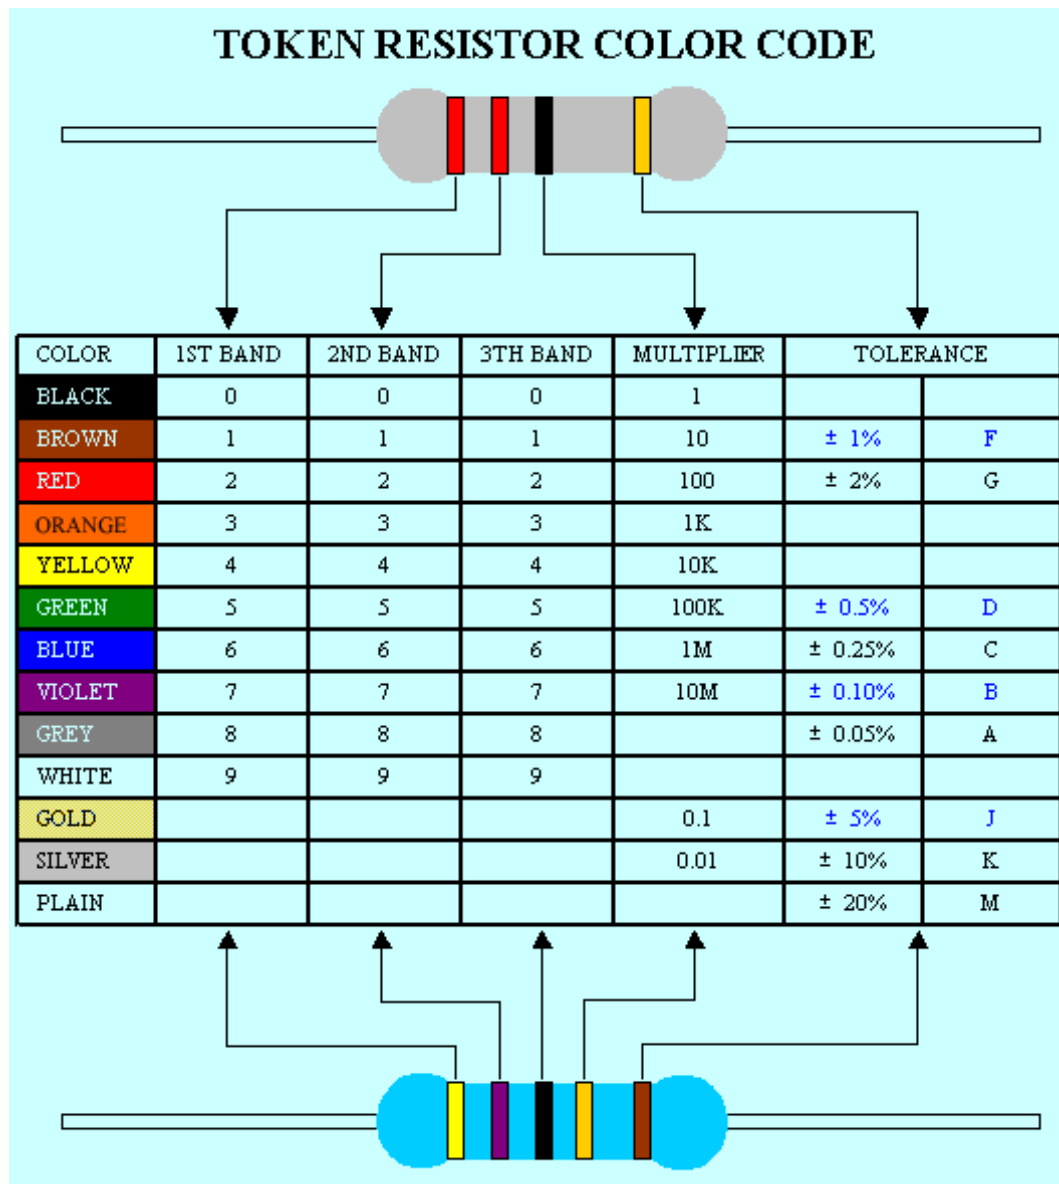 TOKEN RESISTOR COLOR CODE
COLOR 1ST BAND 2ND BAND 3TH BAND MULTIPLIER TOLERANCE
BLACK 0 0 0 1
BROWN 1 1 1 10 ± 1% F
RED 2 2 2 100 ± 2% G
ORANGE 3 3 3 1K
YELLOW 4 4 4 10K
GREEN 5 5 5 100K ± 0.5% D
BLUE 6 6 6 1M ± 0.25% C
VIOLET 7 7 7 10M ± 0.10% B
GREY 8 8 8 ± 0.05% A
WHITE 9 9 9
GOLD 0.1 ± 5% J
SILVER 0.01 ± 10% K
PLAIN ± 20% M